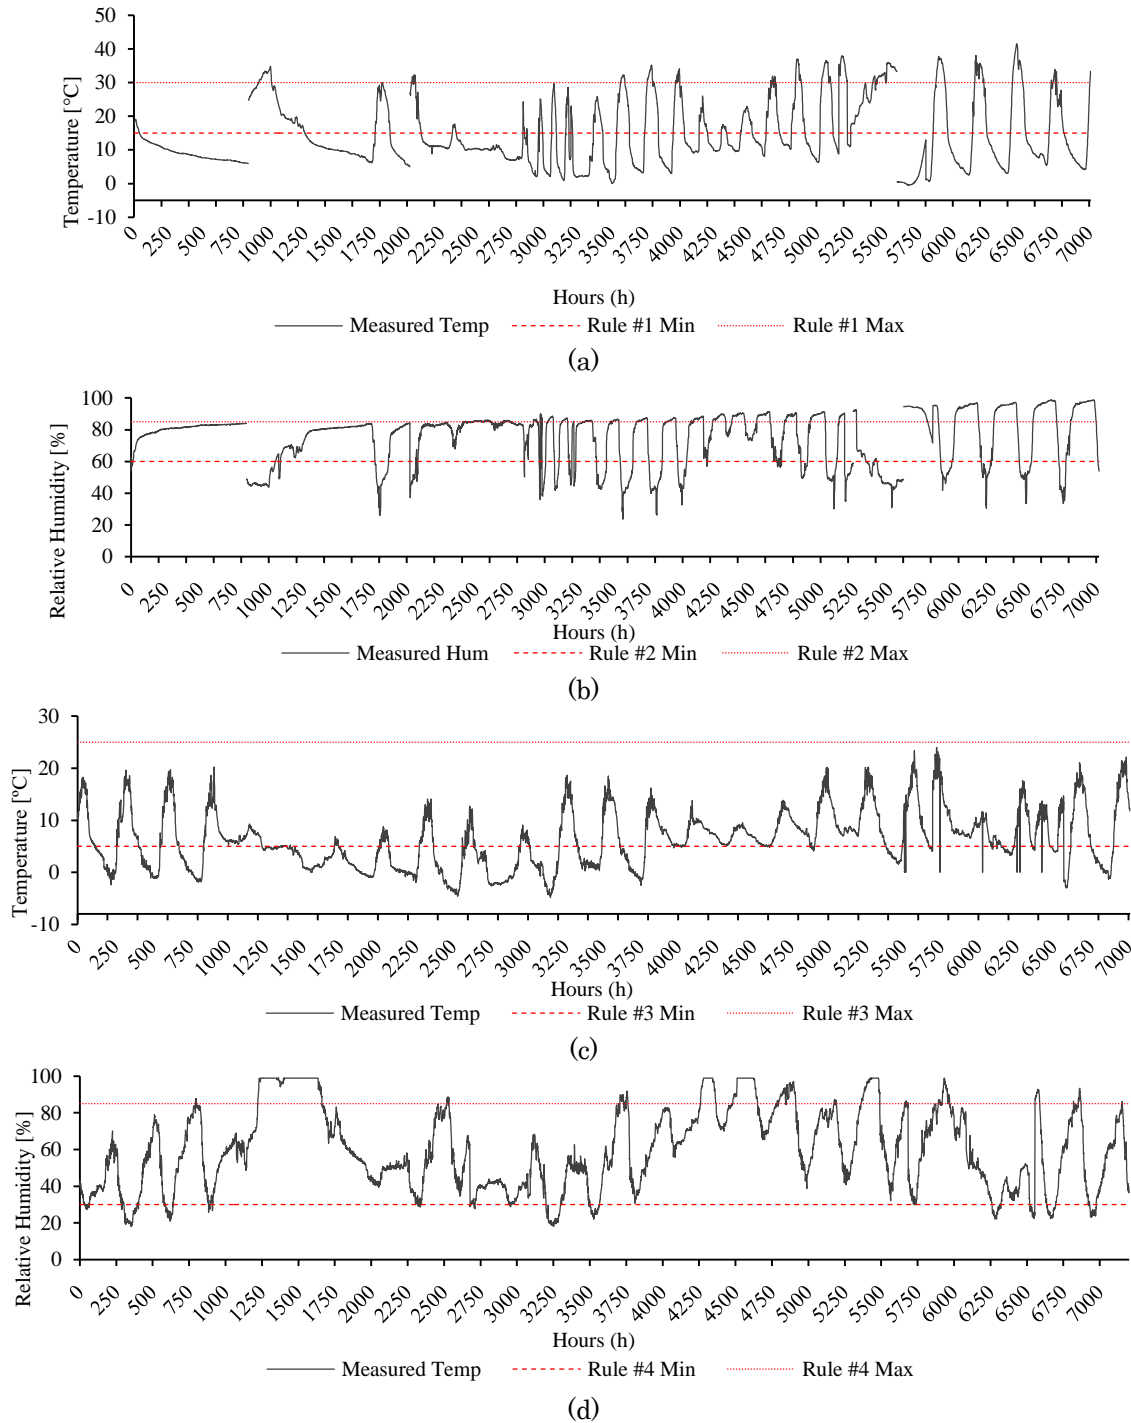 50
40
30
20
10
0
-10
Temperature [°C]
0 250 500 750 1000 1250 1500 1750 2000 2250 2500 2750 3000 3250 3500 3750 4000 4250 4500 4750 5000 5250 5500 5750 6000 6250 6500 6750 7000
Hours (h)
Measured Temp Rule #1 Min Rule #1 Max
(a)
100
80
60
40
20
0
Relative Humidity [%]
0 250 500 750 1000 1250 1500 1750 2000 2250 2500 2750 3000 3250 3500 3750 4000 4250 4500 4750 5000 5250 5500 5750 6000 6250 6500 6750 7000
Hours (h)
Measured Hum Rule #2 Min Rule #2 Max
(b)
30
20
10
0
-10
Temperature [°C]
0 250 500 750 1000 1250 1500 1750 2000 2250 2500 2750 3000 3250 3500 3750 4000 4250 4500 4750 5000 5250 5500 5750 6000 6250 6500 6750 7000
Hours (h)
Measured Temp Rule #3 Min Rule #3 Max
(c)
100
80
60
40
20
0
Relative Humidity [%]
0 250 500 750 1000 1250 1500 1750 2000 2250 2500 2750 3000 3250 3500 3750 4000 4250 4500 4750 5000 5250 5500 5750 6000 6250 6500 6750 7000
Hours (h)
Measured Temp Rule #4 Min Rule #4 Max
(d)